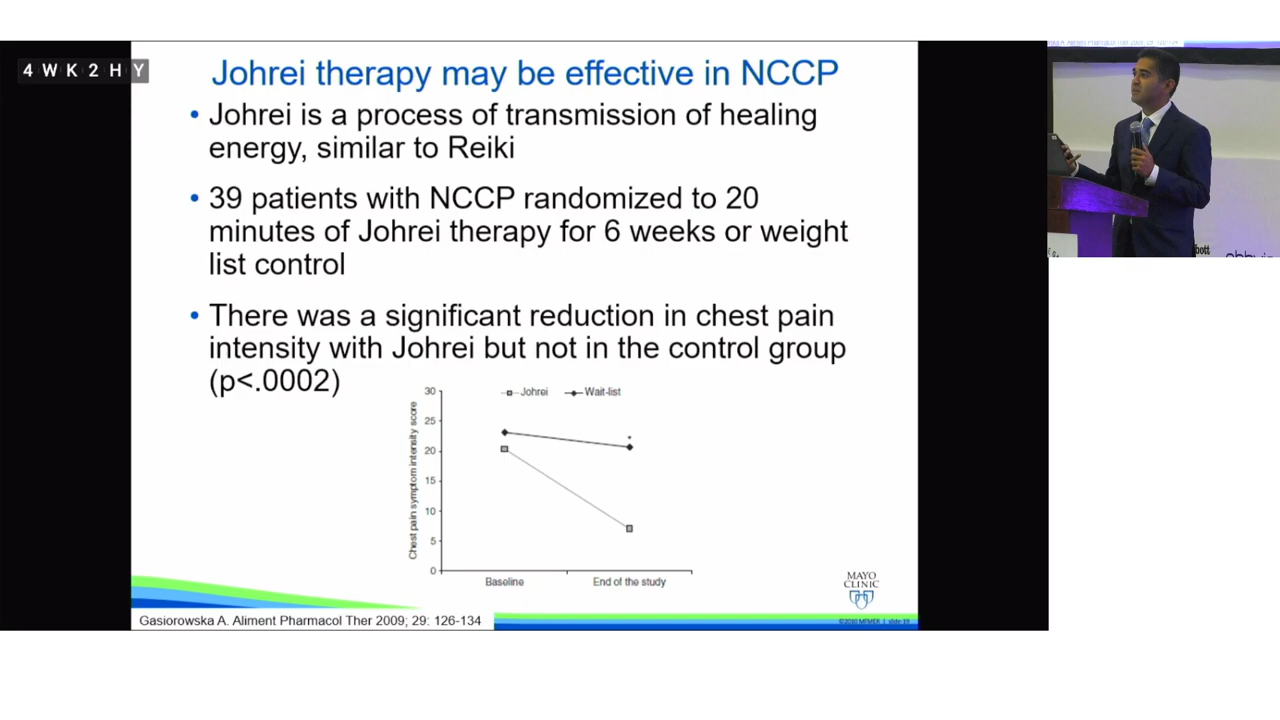 4 W K 2 H Y
Johrei therapy may be effective in NCCP
• Johrei is a process of transmission of healing
energy, similar to Reiki
• 39 patients with NCCP randomized to 20
minutes of Johrei therapy for 6 weeks or weight
list control
• There was a significant reduction in chest pain
intensity with Johrei but not in the control group
(p<.0002)
Johrei
Wait-list
Chest pain symptom intensity score
30
25
20
15
10
5
0
*
Baseline
End of the study
MAYO
CLINIC
Gasiorowska A. Aliment Pharmacol Ther 2009; 29: 126-134